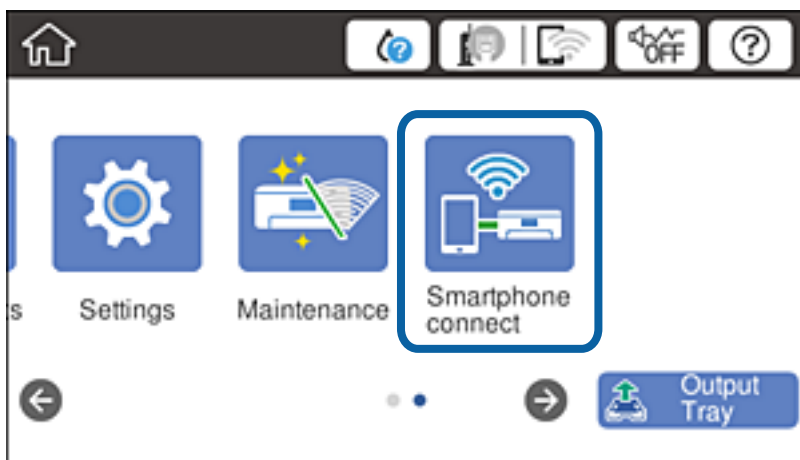 ?
OFF
?
s
Settings
Maintenance
Smartphone
connect
Output
Tray